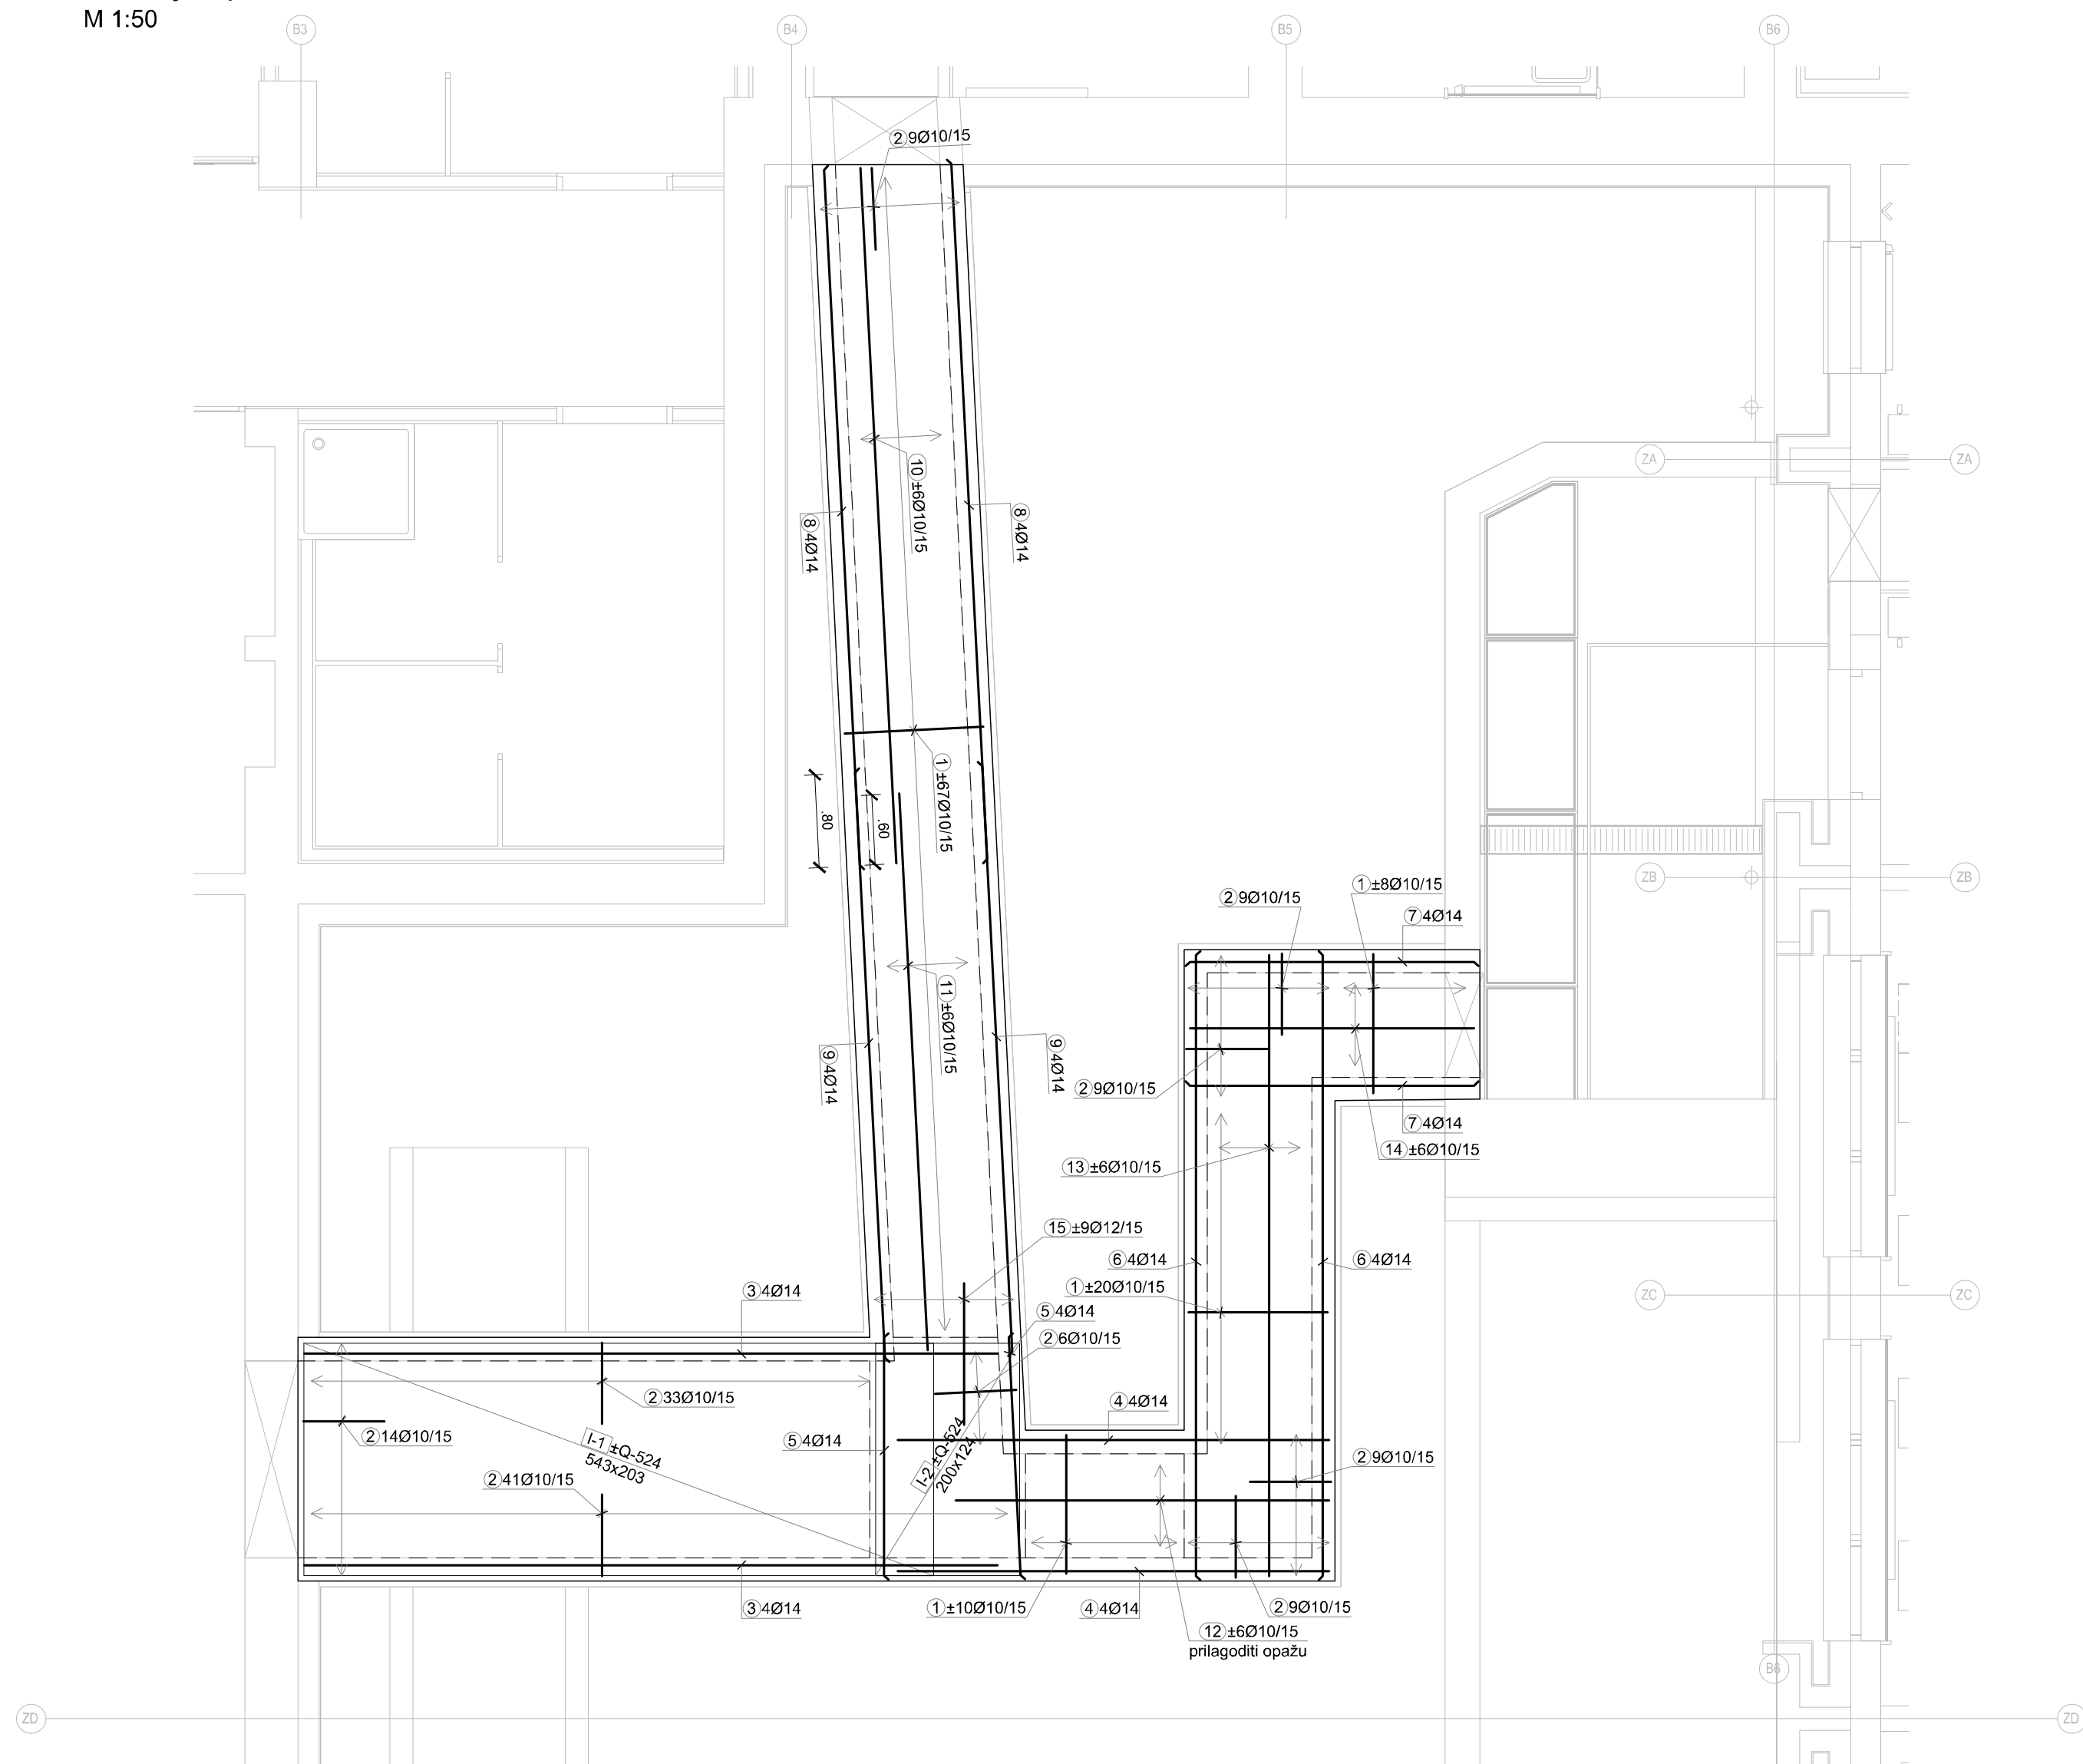 M 1:50
B3
B4
B5
B6
2 9Ø10/15
10 ±6Ø10/15
8 4Ø14
8 4Ø14
ZA
ZA
1 ±67Ø10/15
.80
.60
ZB
ZB
1 ±8Ø10/15
2 9Ø10/15
7 4Ø14
11 ±6Ø10/15
9 4Ø14
9 4Ø14
2 9Ø10/15
7 4Ø14
14 ±6Ø10/15
13 ±6Ø10/15
15 ±9Ø12/15
6 4Ø14
6 4Ø14
1 ±20Ø10/15
3 4Ø14
ZC
ZC
5 4Ø14
2 6Ø10/15
2 33Ø10/15
4 4Ø14
2 14Ø10/15
I-1 ±Q-524
543x203
5 4Ø14
I-2 ±Q-524
200x124
2 9Ø10/15
2 41Ø10/15
3 4Ø14
1 ±10Ø10/15
4 4Ø14
2 9Ø10/15
12 ±6Ø10/15
prilagoditi opažu
B6
ZD
ZD